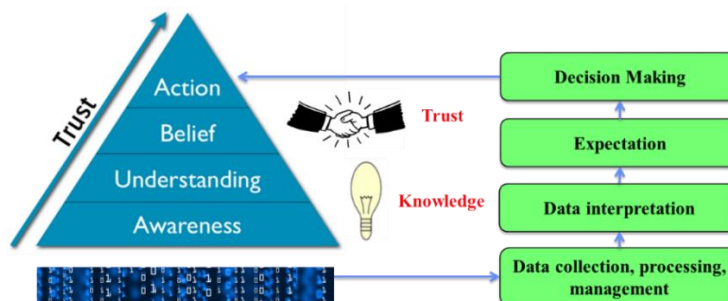 Trust
Action
Belief
Understanding
Awareness
Trust
Knowledge
Decision Making
Expectation
Data interpretation
Data collection, processing,
management